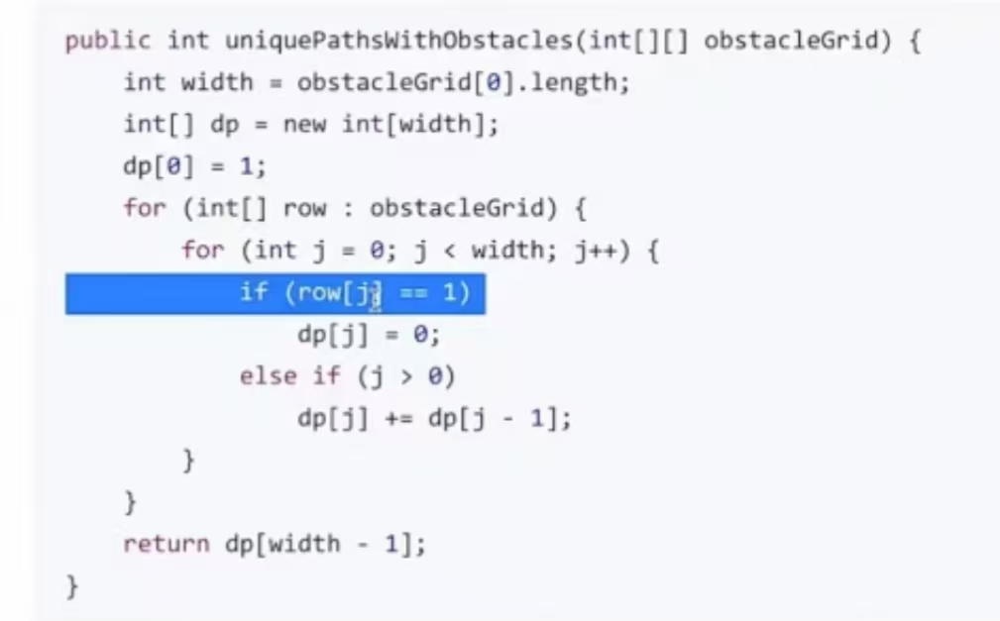 public int uniquePathsWithObstacles(int[][] obstacleGrid) {
    int width = obstacleGrid[0].length;
    int[] dp = new int[width];
    dp[0] = 1;
    for (int[] row : obstacleGrid) {
        for (int j = 0; j < width; j++) {
            if (row[j] == 1)
                dp[j] = 0;
            else if (j > 0)
                dp[j] += dp[j - 1];
        }
    }
    return dp[width - 1];
}